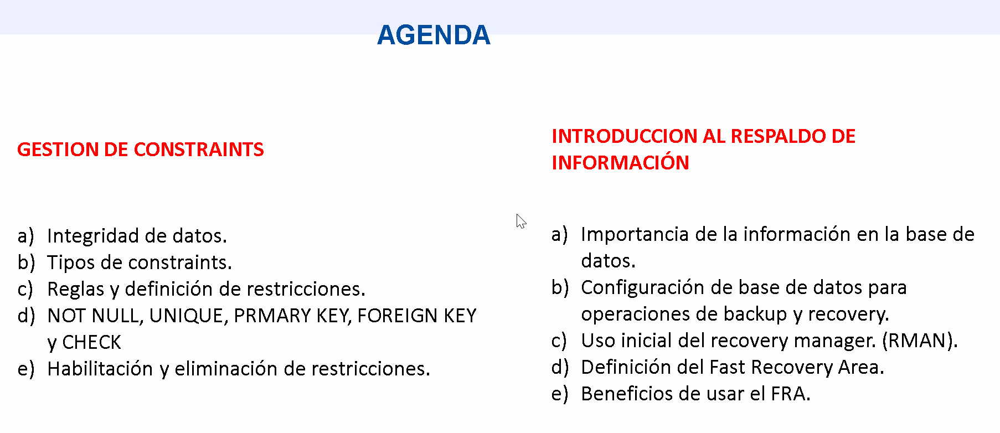 AGENDA
GESTION DE CONSTRAINTS
a) Integridad de datos.
b) Tipos de constraints.
c) Reglas y definición de restricciones.
d) NOT NULL, UNIQUE, PRMARY KEY, FOREIGN KEY
y CHECK
e) Habilitación y eliminación de restricciones.
INTRODUCCION AL RESPALDO DE
INFORMACIÓN
a) Importancia de la información en la base de
datos.
b) Configuración de base de datos para
operaciones de backup y recovery.
c) Uso inicial del recovery manager. (RMAN).
d) Definición del Fast Recovery Area.
e) Beneficios de usar el FRA.